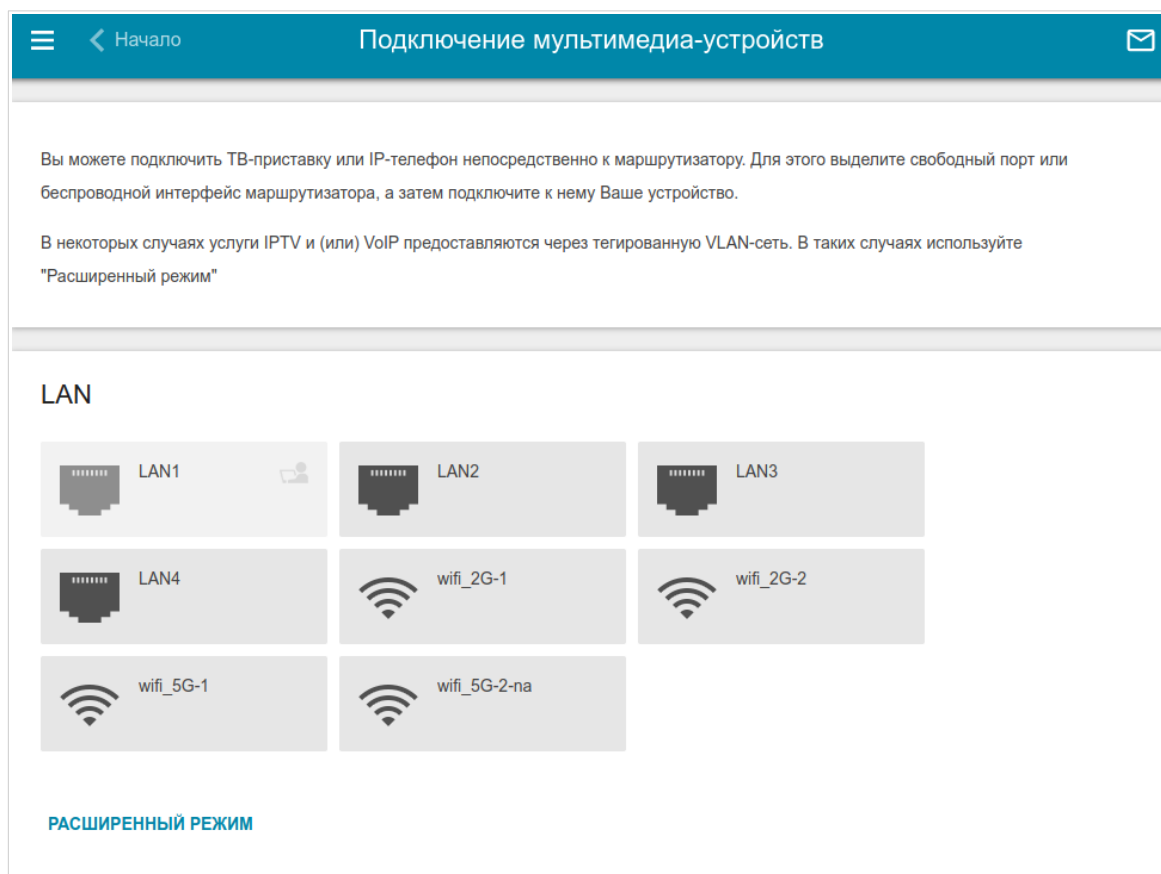 Начало
Подключение мультимедиа-устройств
Вы можете подключить ТВ-приставку или IP-телефон непосредственно к маршрутизатору. Для этого выделите свободный порт или
беспроводной интерфейс маршрутизатора, а затем подключите к нему Ваше устройство.
В некоторых случаях услуги IPTV и (или) VoIP предоставляются через тегированную VLAN-сеть. В таких случаях используйте
"Расширенный режим"
LAN
LAN1
LAN2
LAN3
LAN4
wifi_2G-1
wifi_2G-2
wifi_5G-1
wifi_5G-2-na
РАСШИРЕННЫЙ РЕЖИМ